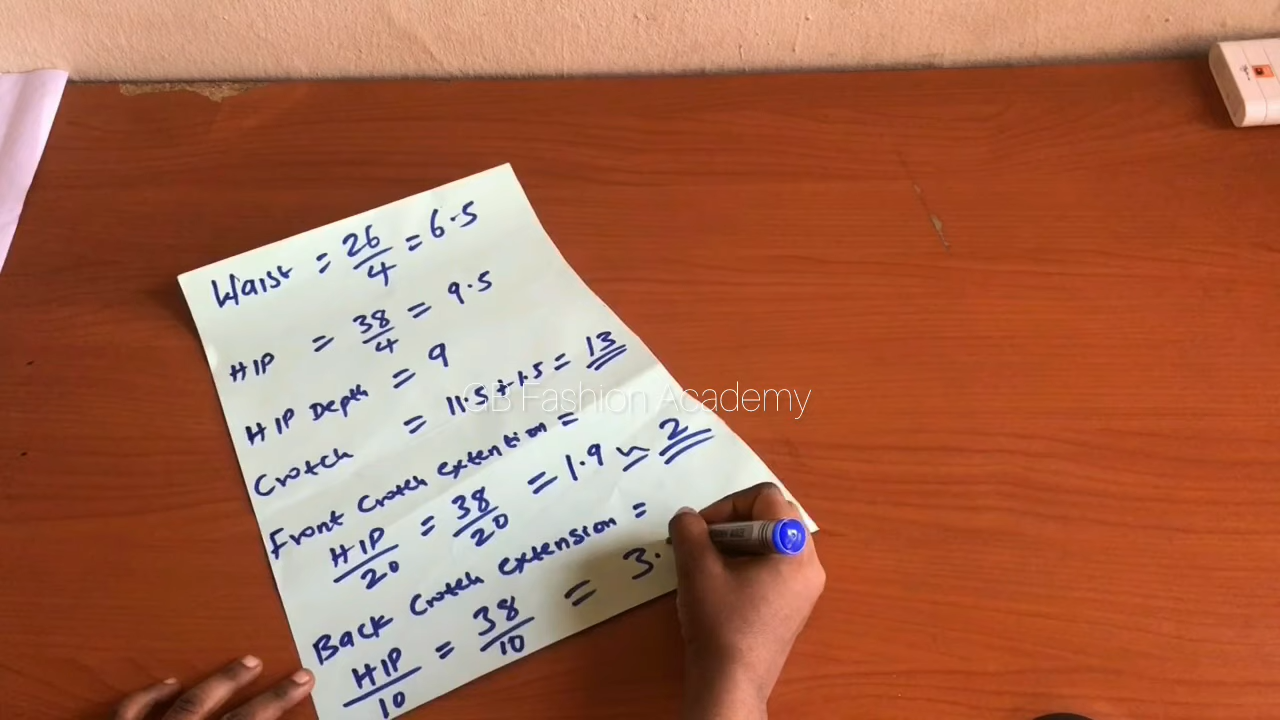 Waist = 26/4 = 6.5
HIP = 38/4 = 9.5
HIP Depth = 9
Crotch = 11.5 + 1.5 = 13
Front Crotch extention =
HIP/20 = 38/20 = 1.9 ≃ 2
Back Crotch extension =
HIP/10 = 38/10 = 3.
GB Fashion Academy